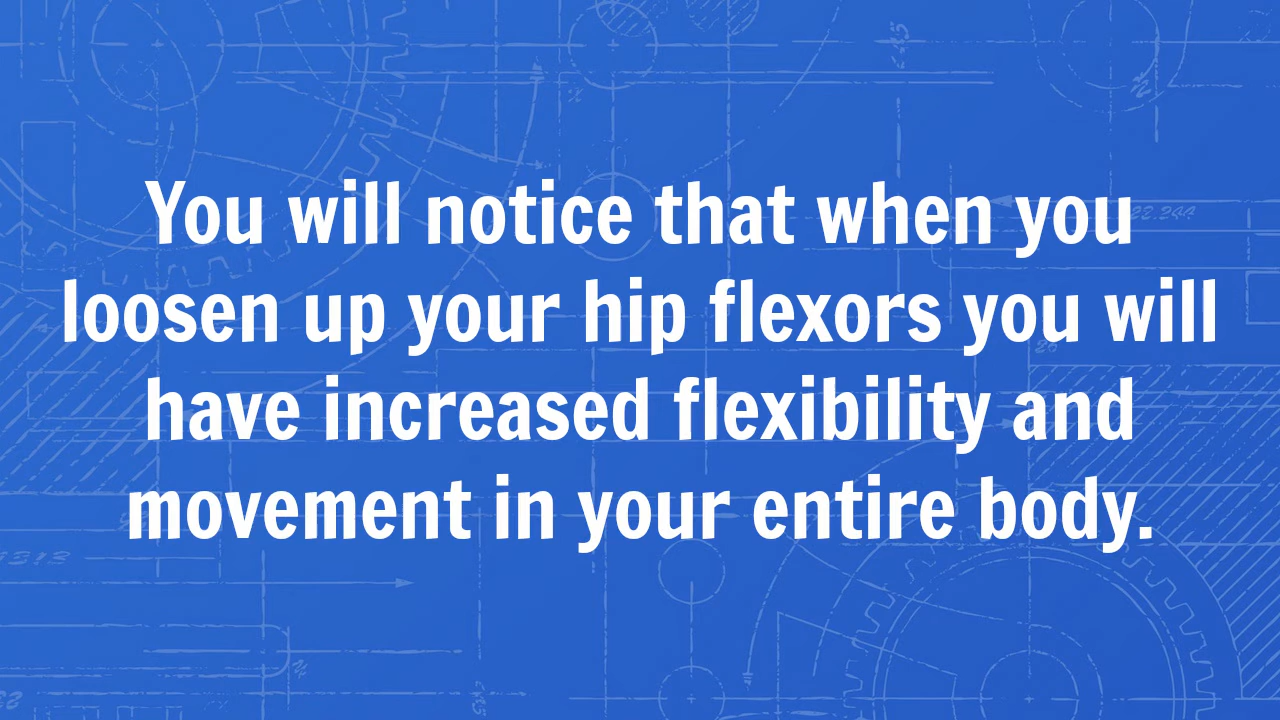 You will notice that when you
loosen up your hip flexors you will
have increased flexibility and
movement in your entire body.